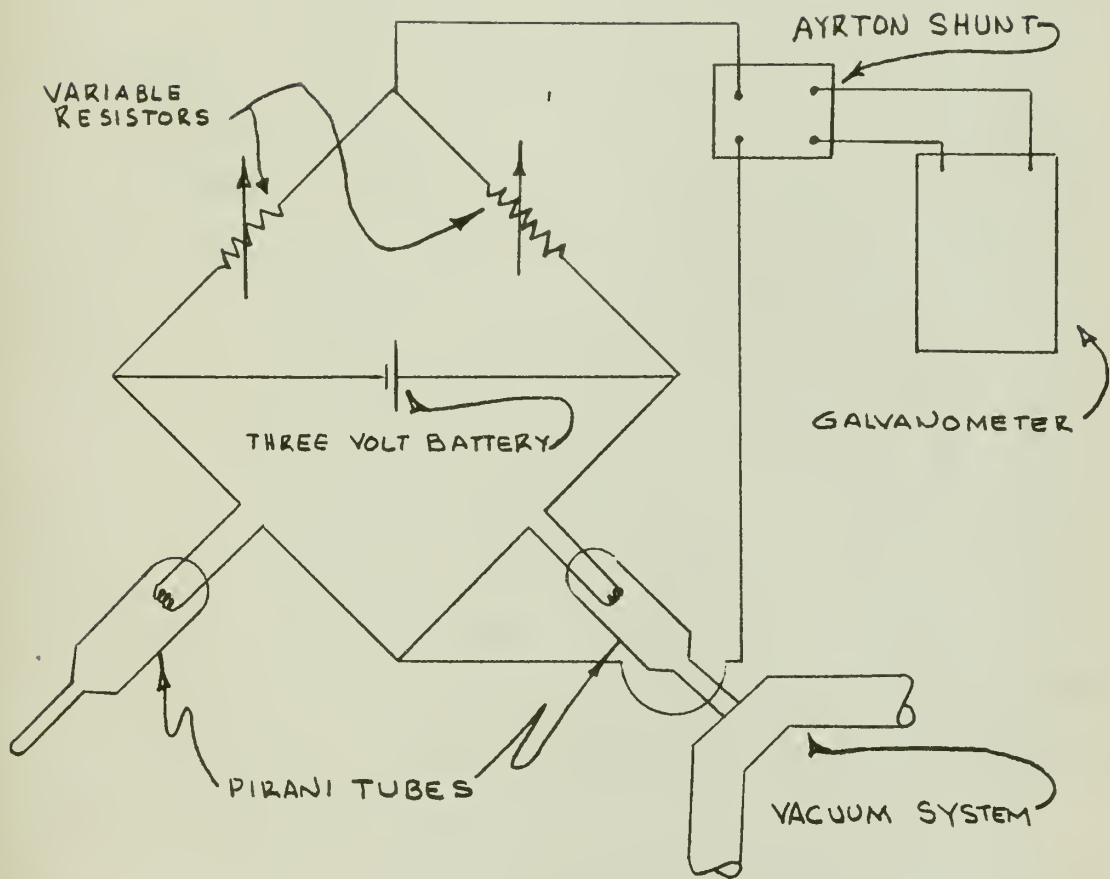 AYRTON SHUNT
VARIABLE
RESISTORS
THREE VOLT BATTERY
GALVANOMETER
PIRANI TUBES
VACUUM SYSTEM